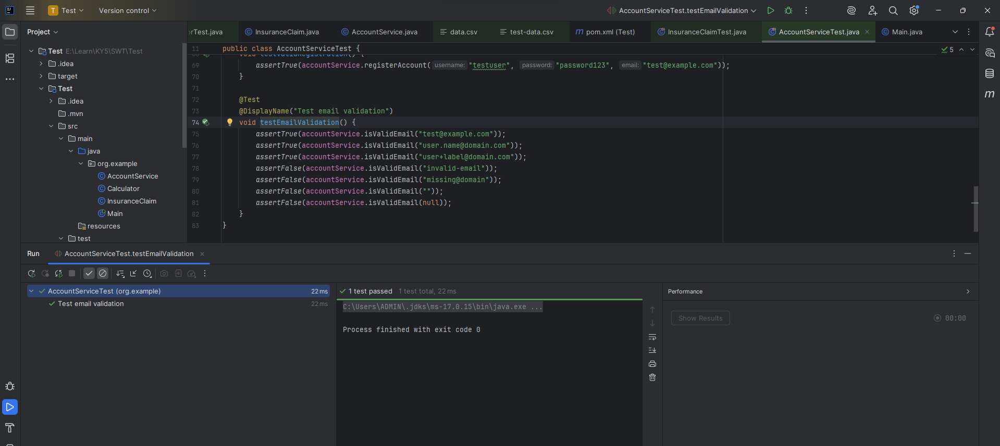 T Test Version control AccountServiceTest.testEmailValidation
Project
orTest.java InsuranceClaim.java AccountService.java data.csv test-data.csv pom.xml (Test) InsuranceClaimTest.java AccountServiceTest.java Main.java
Test E:\Learn\KY5\SWT\Test
.idea
target
Test
.idea
.mvn
src
main
java
org.example
AccountService
Calculator
InsuranceClaim
Main
resources
test
11 public class AccountServiceTest {
5
68 void testValidRegistration() {
69 assertTrue(accountService.registerAccount( username: "testuser", password: "password123", email: "test@example.com"));
70 }
71
72 @Test
73 @DisplayName("Test email validation")
74 void testEmailValidation() {
75 assertTrue(accountService.isValidEmail("test@example.com"));
76 assertTrue(accountService.isValidEmail("user.name@domain.com"));
77 assertTrue(accountService.isValidEmail("user+label@domain.com"));
78 assertFalse(accountService.isValidEmail("invalid-email"));
79 assertFalse(accountService.isValidEmail("missing@domain"));
80 assertFalse(accountService.isValidEmail(""));
81 assertFalse(accountService.isValidEmail(null));
82 }
83 }
Run AccountServiceTest.testEmailValidation
AccountServiceTest (org.example) 22 ms
Test email validation 22 ms
1 test passed 1 test total, 22 ms
C:\Users\ADMIN\.jdks\ms-17.0.15\bin\java.exe ...
Process finished with exit code 0
Performance
Show Results 00:00